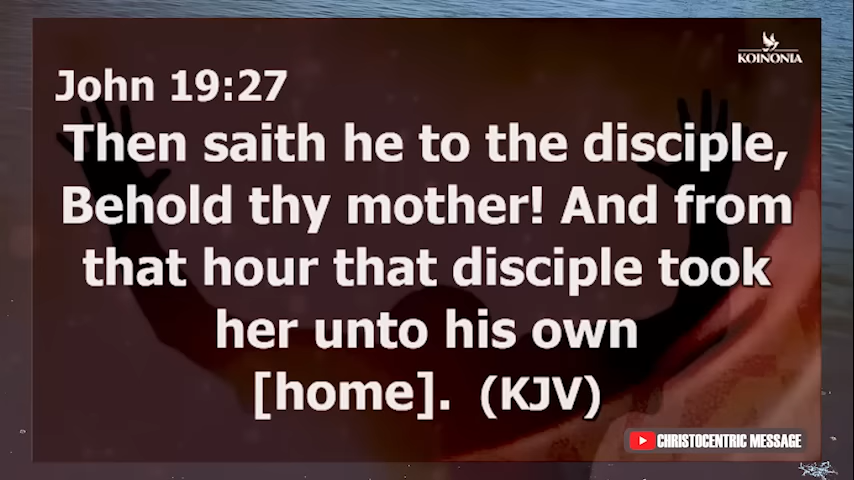 KOINONIA
John 19:27
Then saith he to the disciple,
Behold thy mother! And from
that hour that disciple took
her unto his own
[home]. (KJV)
CHRISTOCENTRIC MESSAGE